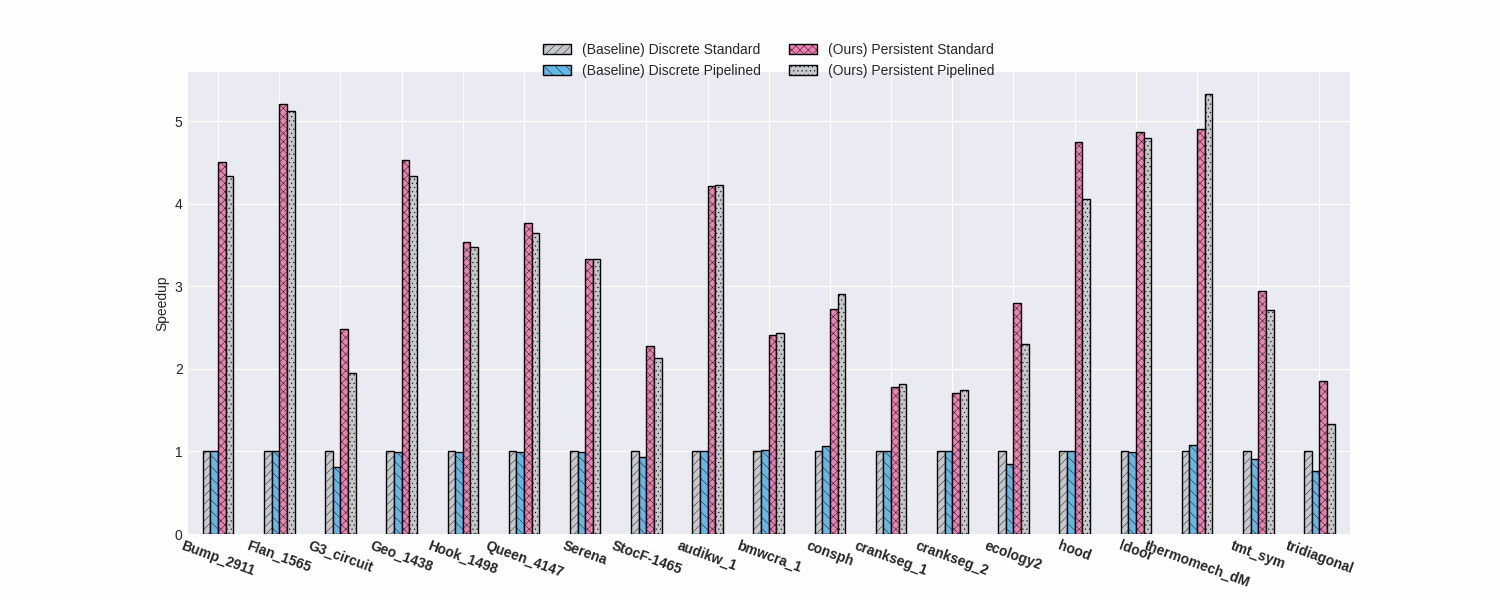 (Baseline) Discrete Standard
(Ours) Persistent Standard
(Baseline) Discrete Pipelined
(Ours) Persistent Pipelined
Speedup
5
4
3
2
1
0
Bump_2911
Flan_1565
G3_circuit
Geo_1438
Hook_1498
Queen_4147
Serena
StocF-1465
audikw_1
bmwcra_1
consph
crankseg_1
crankseg_2
ecology2
hood
ldoor
thermomech_dM
tmt_sym
tridiagonal